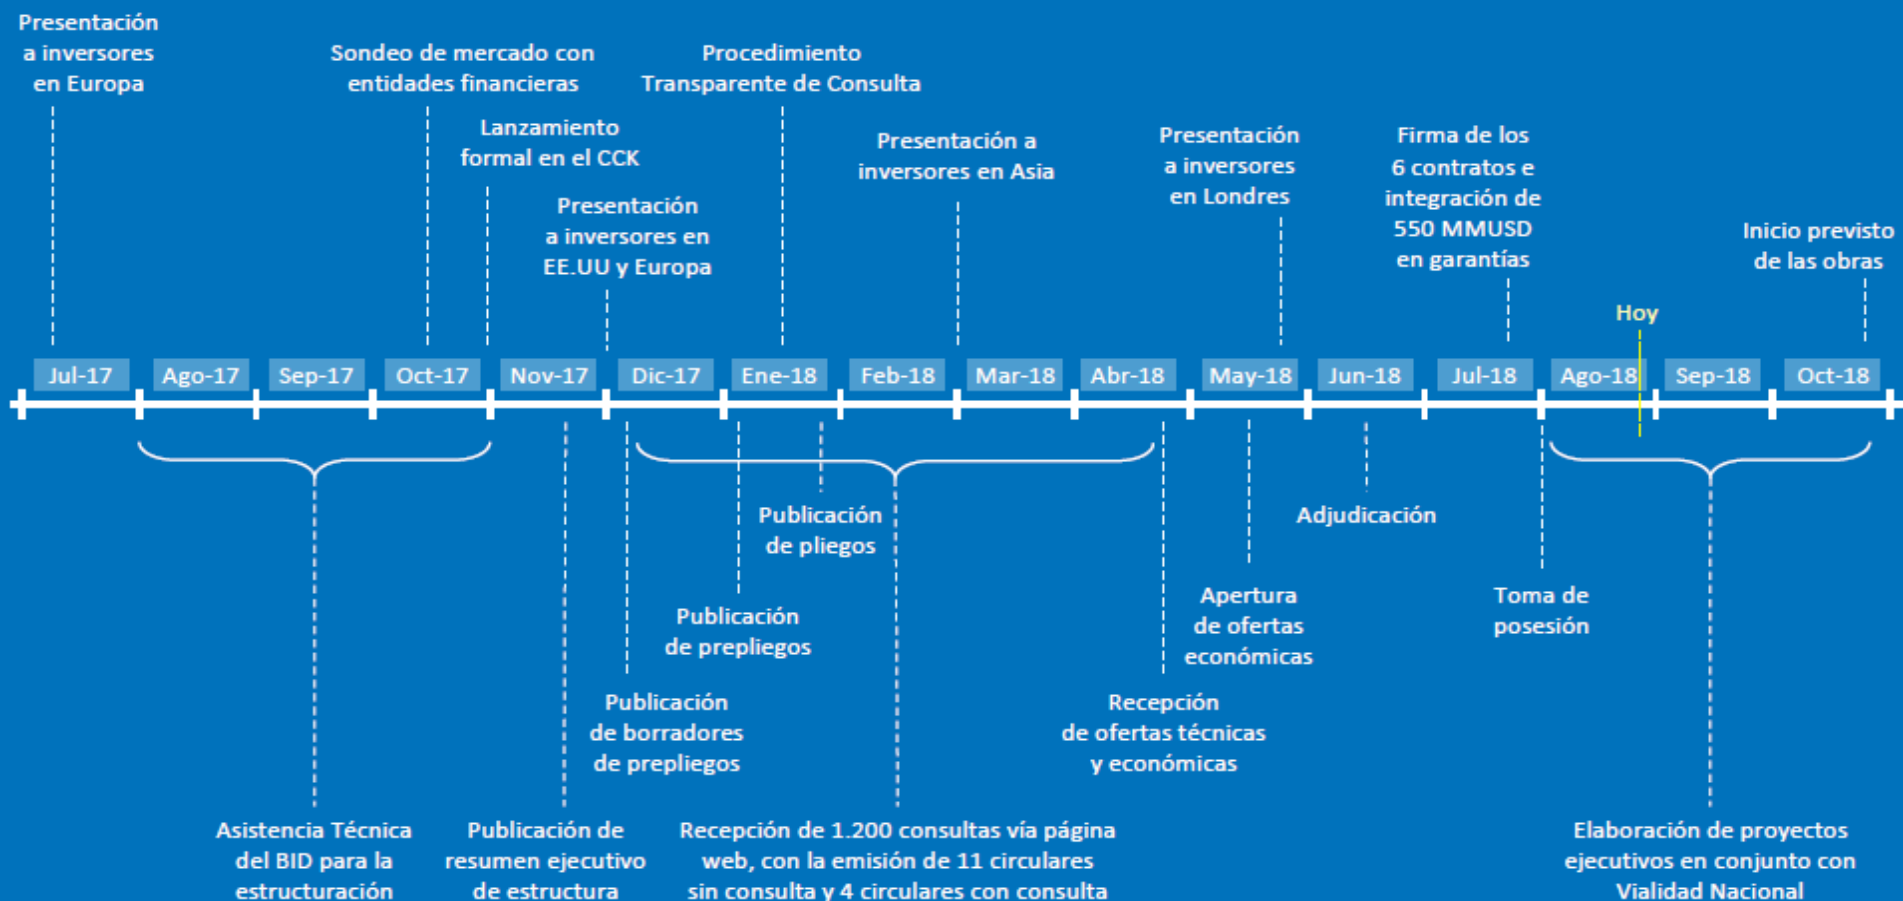 Presentación
a inversores
en Europa
Sondeo de mercado con
entidades financieras
Lanzamiento
formal en el CCK
Presentación
a inversores en
EE.UU y Europa
Procedimiento
Transparente de Consulta
Presentación a
inversores en Asia
Presentación
a inversores
en Londres
Firma de los
6 contratos e
integración de
550 MMUSD
en garantías
Inicio previsto
de las obras
Hoy
Jul-17 Ago-17 Sep-17 Oct-17 Nov-17 Dic-17 Ene-18 Feb-18 Mar-18 Abr-18 May-18 Jun-18 Jul-18 Ago-18 Sep-18 Oct-18
Publicación
de pliegos
Adjudicación
Publicación
de prepliegos
Apertura
de ofertas
económicas
Toma de
posesión
Publicación
de borradores
de prepliegos
Recepción
de ofertas técnicas
y económicas
Asistencia Técnica
del BID para la
estructuración
Publicación de
resumen ejecutivo
de estructura
Recepción de 1.200 consultas vía página
web, con la emisión de 11 circulares
sin consulta y 4 circulares con consulta
Elaboración de proyectos
ejecutivos en conjunto con
Vialidad Nacional